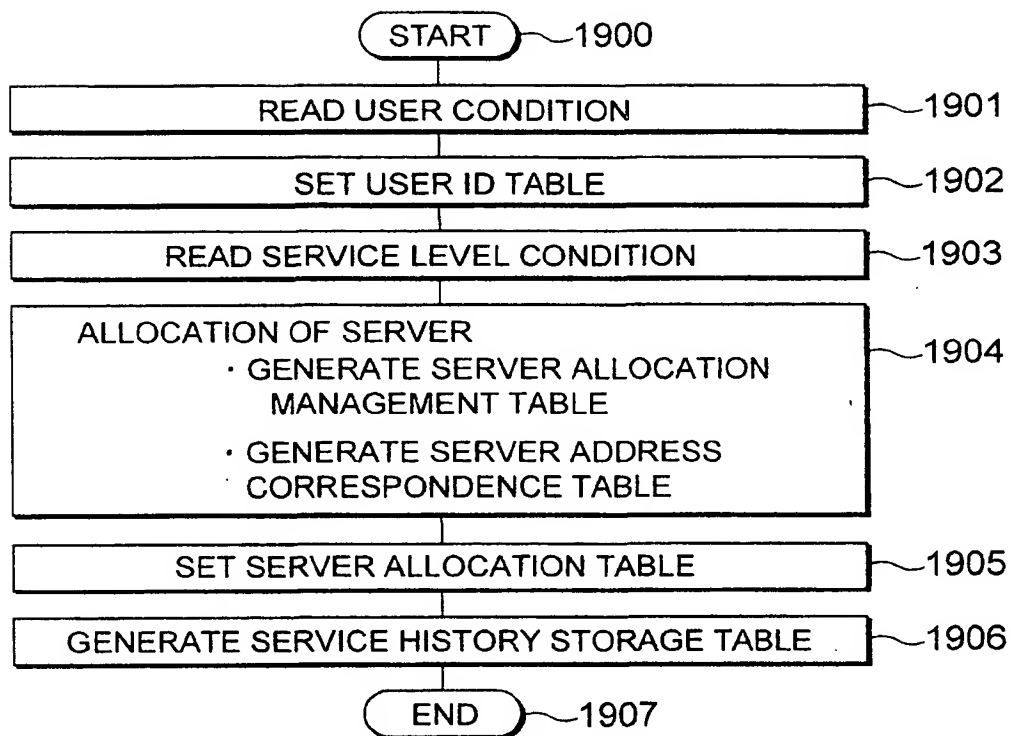 START 1900
READ USER CONDITION 1901
SET USER ID TABLE 1902
READ SERVICE LEVEL CONDITION 1903
ALLOCATION OF SERVER
· GENERATE SERVER ALLOCATION
MANAGEMENT TABLE
1904
· GENERATE SERVER ADDRESS
CORRESPONDENCE TABLE
SET SERVER ALLOCATION TABLE 1905
GENERATE SERVICE HISTORY STORAGE TABLE 1906
END 1907